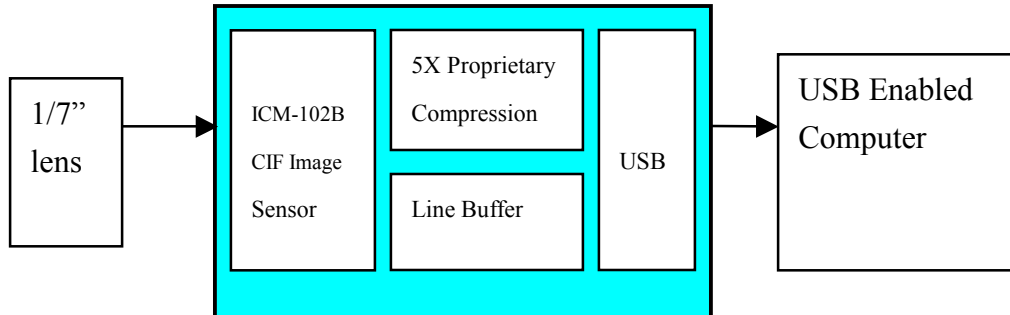 1/7”
lens
ICM-102B
CIF Image
Sensor
5X Proprietary
Compression
Line Buffer
USB
USB Enabled
Computer